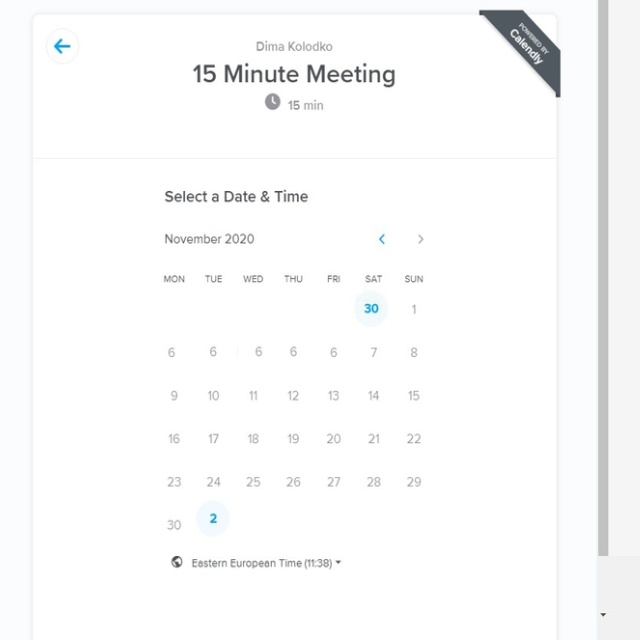 POWERED BY
Calendly
Dima Kolodko
15 Minute Meeting
15 min
Select a Date & Time
November 2020
MON TUE WED THU FRI SAT SUN
30 1
6 6 6 6 6 7 8
9 10 11 12 13 14 15
16 17 18 19 20 21 22
23 24 25 26 27 28 29
30 2
Eastern European Time (11:38)